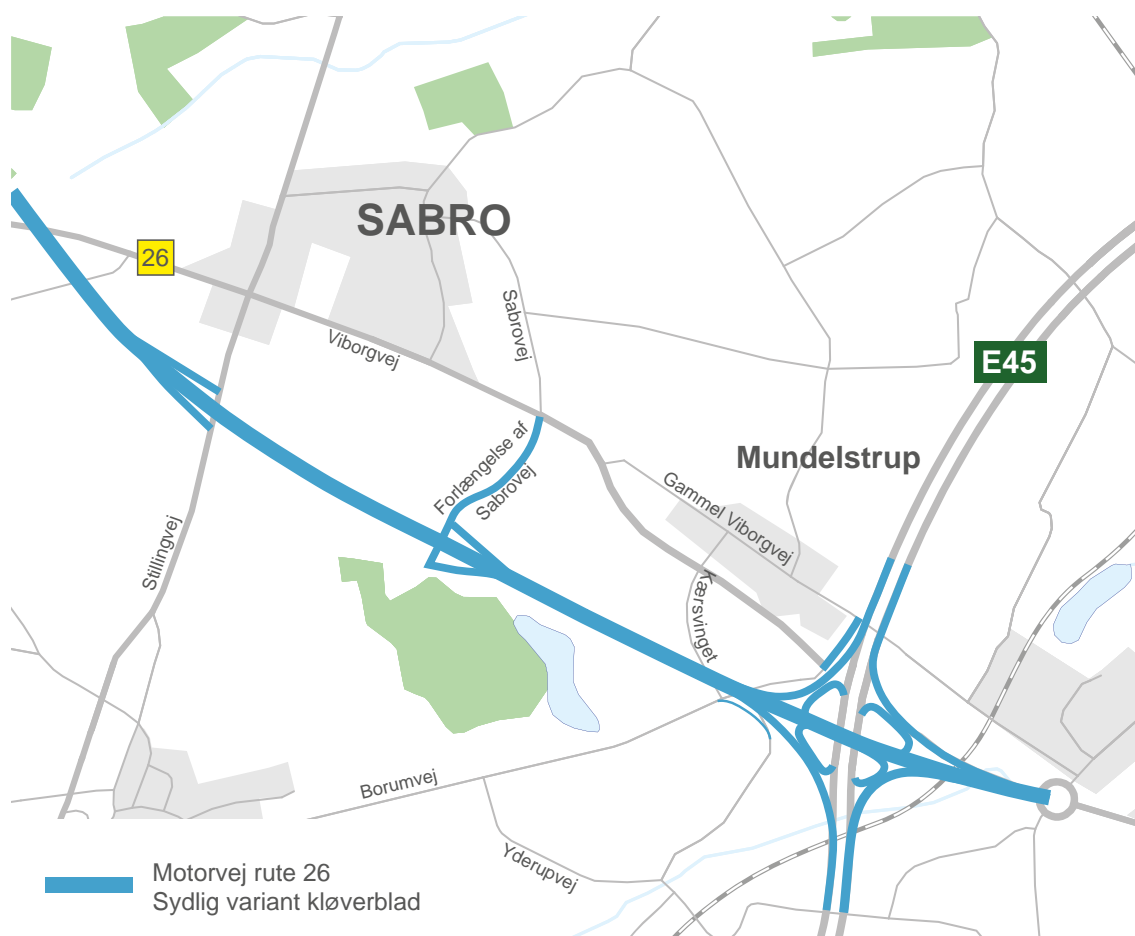 SABRO
26
Sabrovej
Viborgvej
E45
Mundelstrup
Forlængelse af
Sabrovej
Gammel Viborgvej
Stillingvej
Kærsvinget
Borumvej
Yderupvej
Motorvej rute 26
Sydlig variant kløverblad